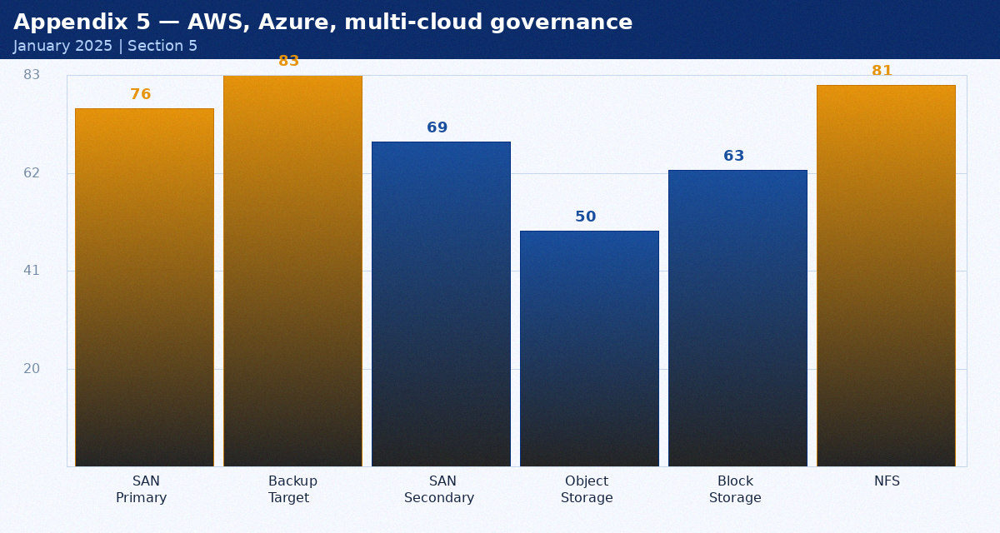 Appendix 5 — AWS, Azure, multi-cloud governance
January 2025 | Section 5
83
62
41
20
76
83
69
50
63
81
SAN
Primary
Backup
Target
SAN
Secondary
Object
Storage
Block
Storage
NFS